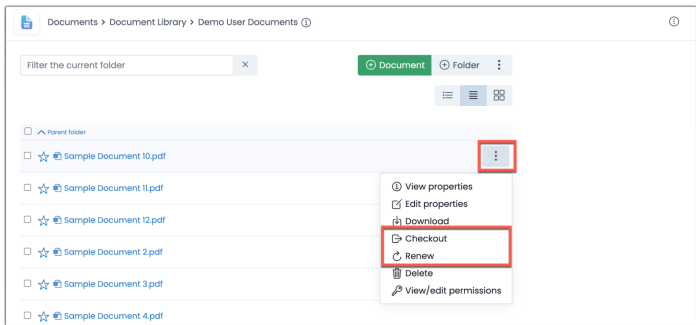 Documents > Document Library > Demo User Documents
Filter the current folder
Document
Folder
Parent folder
Sample Document 10.pdf
Sample Document 11.pdf
Sample Document 12.pdf
Sample Document 2.pdf
Sample Document 3.pdf
Sample Document 4.pdf
View properties
Edit properties
Download
Checkout
Renew
Delete
View/edit permissions